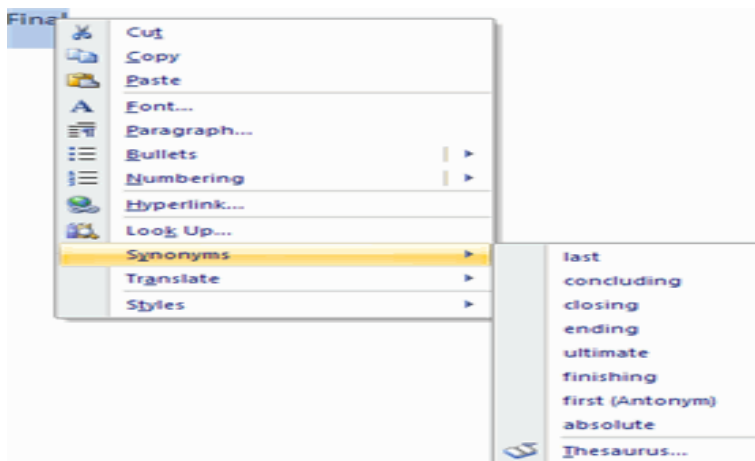 Final
Cut
Copy
Paste
Font...
Paragraph...
Bullets
Numbering
Hyperlink...
Look Up...
Synonyms
Translate
Styles
last
concluding
closing
ending
ultimate
finishing
first (Antonym)
absolute
Thesaurus...